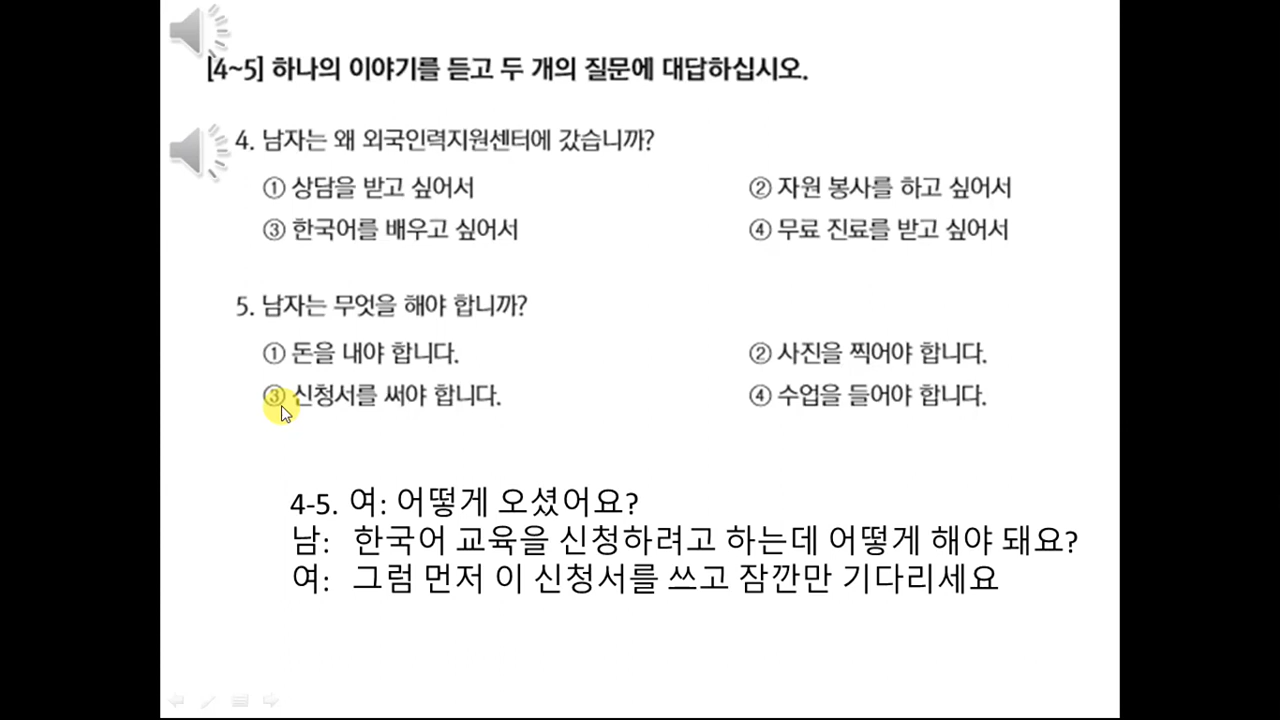 [4~5] 하나의 이야기를 듣고 두 개의 질문에 대답하십시오.
4. 남자는 왜 외국인력지원센터에 갔습니까?
① 상담을 받고 싶어서 ② 자원 봉사를 하고 싶어서
③ 한국어를 배우고 싶어서 ④ 무료 진료를 받고 싶어서
5. 남자는 무엇을 해야 합니까?
① 돈을 내야 합니다. ② 사진을 찍어야 합니다.
③ 신청서를 써야 합니다. ④ 수업을 들어야 합니다.
4-5. 여: 어떻게 오셨어요?
남: 한국어 교육을 신청하려고 하는데 어떻게 해야 돼요?
여: 그럼 먼저 이 신청서를 쓰고 잠깐만 기다리세요